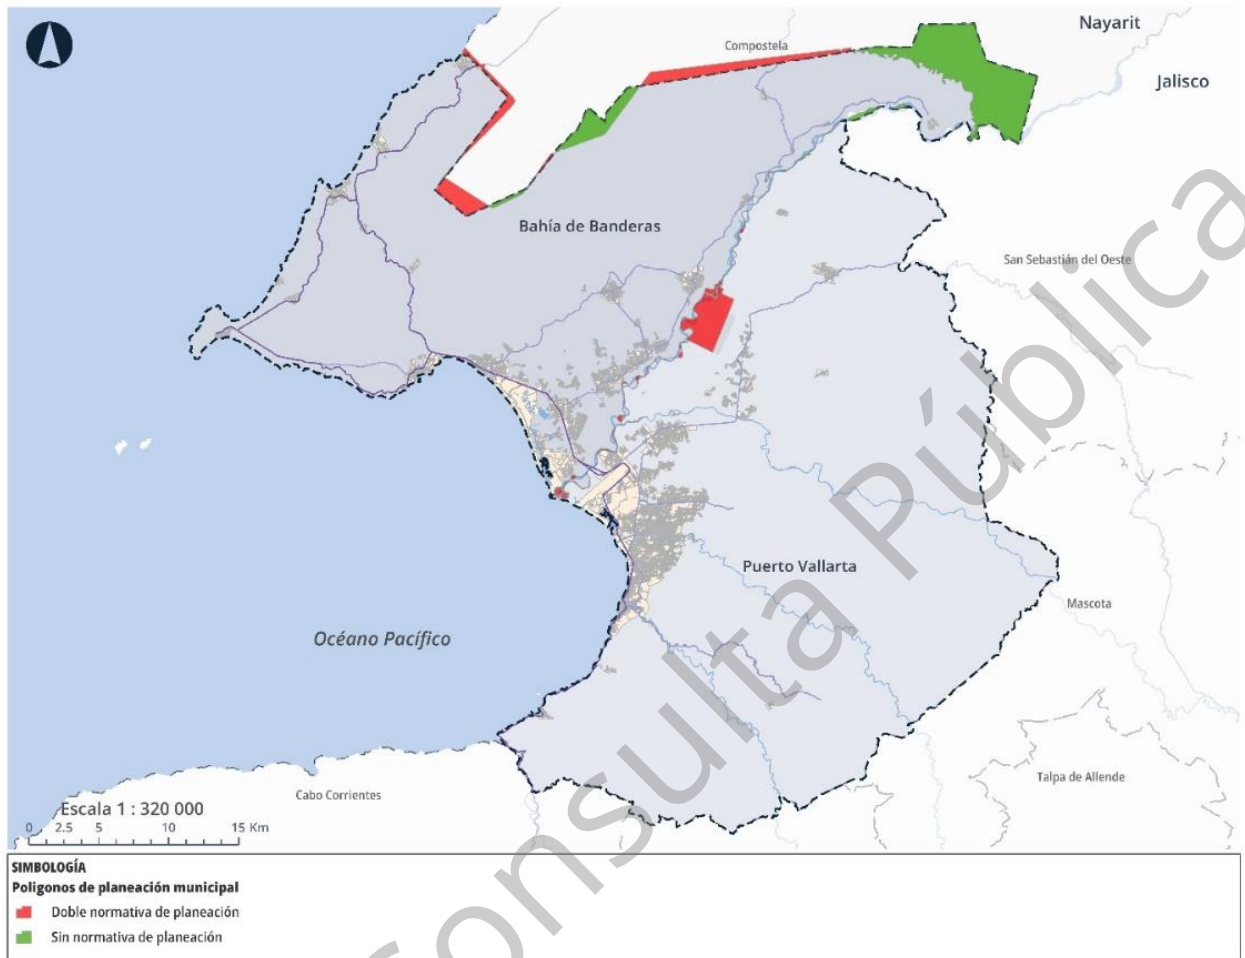 Nayarit
Compostela
Jalisco
Bahía de Banderas
San Sebastián del Oeste
Puerto Vallarta
Mascota
Océano Pacífico
Talpa de Allende
Cabo Corrientes
Escala 1 : 320 000
0 2.5 5 10 15 Km
Consulta Pública
SIMBOLOGÍA
Poligonos de planeación municipal
Doble normativa de planeación
Sin normativa de planeación